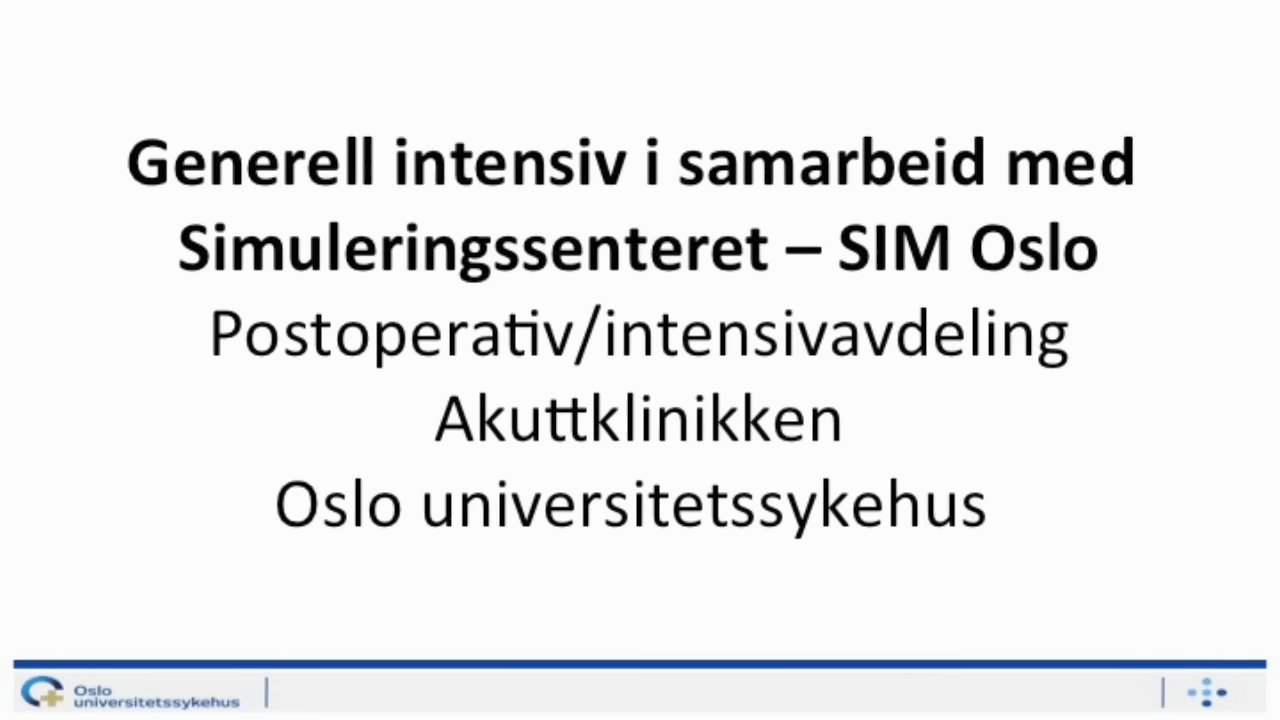 Generell intensiv i samarbeid med
Simuleringssenteret – SIM Oslo
Postoperativ/intensivavdeling
Akuttklinikken
Oslo universitetssykehus
Oslo
universitetssykehus